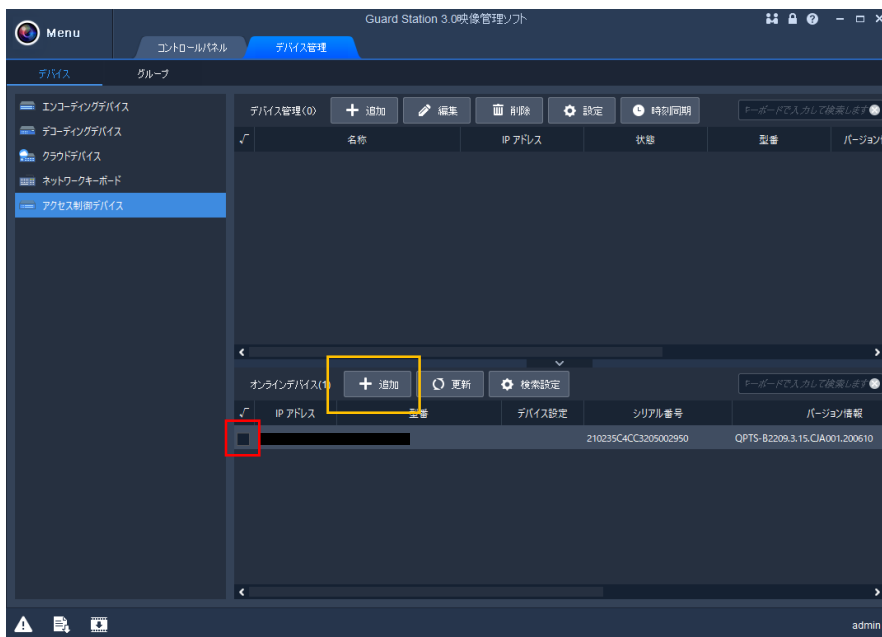 Guard Station 3.0映像管理ソフト
Menu
コントロールパネル デバイス管理
デバイス グループ
エンコーディングデバイス
デコーディングデバイス
クラウドデバイス
ネットワークキーボード
アクセス制御デバイス
デバイス管理(0) 追加 編集 削除 設定 時刻同期 キーボードで入力して検索します
√ 名称 IP アドレス 状態 型番 バージョン
オンラインデバイス(1) 追加 更新 検索設定 キーボードで入力して検索します
√ IP アドレス 型番 デバイス設定 シリアル番号 バージョン情報
210235C4CC3205002950 QPTS-B2209.3.15.CJA001.200610
admin